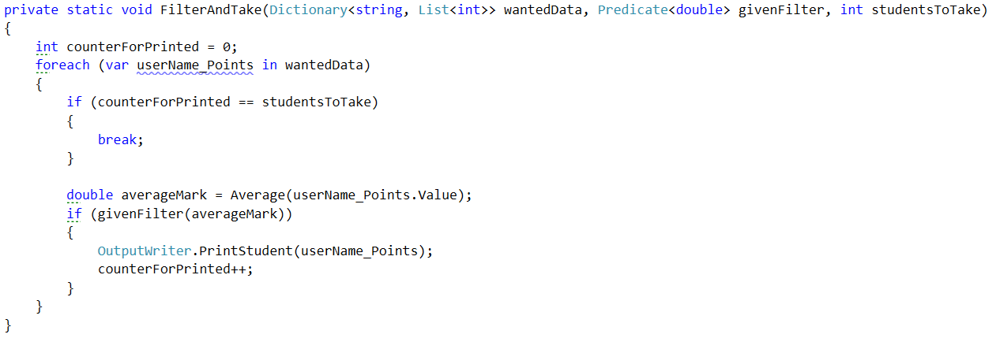 private static void FilterAndTake(Dictionary<string, List<int>> wantedData, Predicate<double> givenFilter, int studentsToTake)
{
    int counterForPrinted = 0;
    foreach (var userName_Points in wantedData)
    {
        if (counterForPrinted == studentsToTake)
        {
            break;
        }

        double averageMark = Average(userName_Points.Value);
        if (givenFilter(averageMark))
        {
            OutputWriter.PrintStudent(userName_Points);
            counterForPrinted++;
        }
    }
}